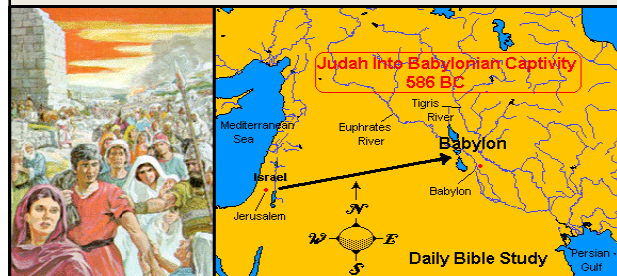 Judah Into Babylonian Captivity
586 BC
Tigris
River
Mediterranean
Sea
Euphrates
River
Babylon
Israel
Babylon
Jerusalem
N
W
E
S
Daily Bible Study
Persian
Gulf